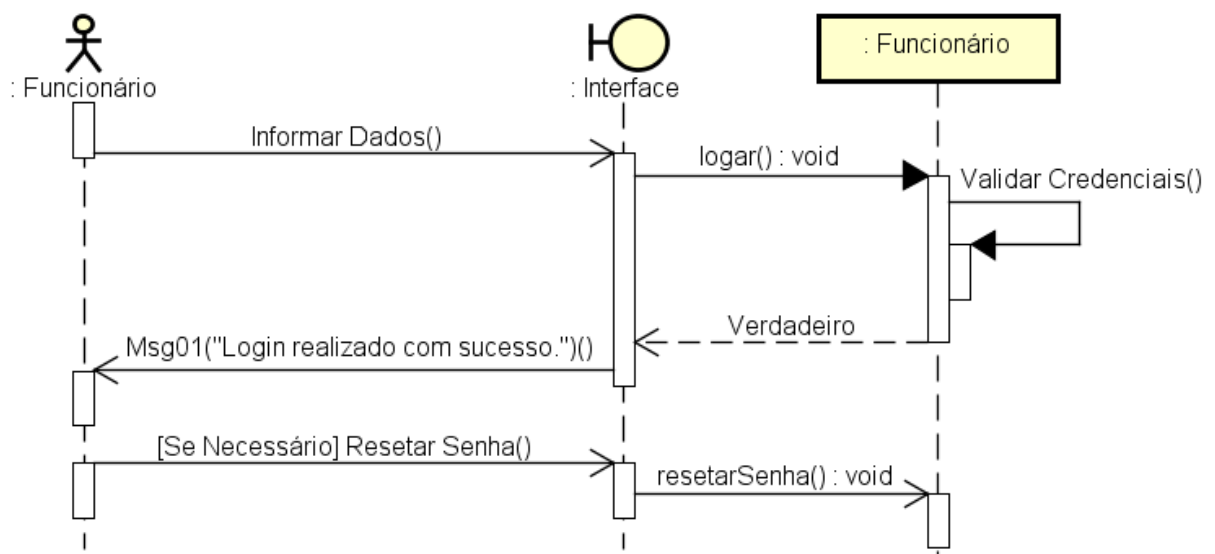 : Funcionário
: Interface
: Funcionário
Informar Dados()
logar() : void
Validar Credenciais()
Verdadeiro
Msg01("Login realizado com sucesso.")()
[Se Necessário] Resetar Senha()
resetarSenha() : void